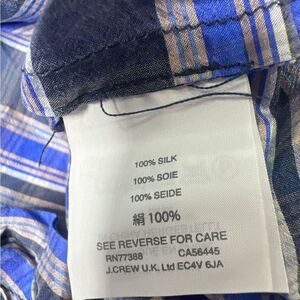 100% SILK
100% SOIE
100% SEIDE
絹 100%
SEE REVERSE FOR CARE
RN77388 CA56445
J.CREW U.K. Ltd EC4V 6JA